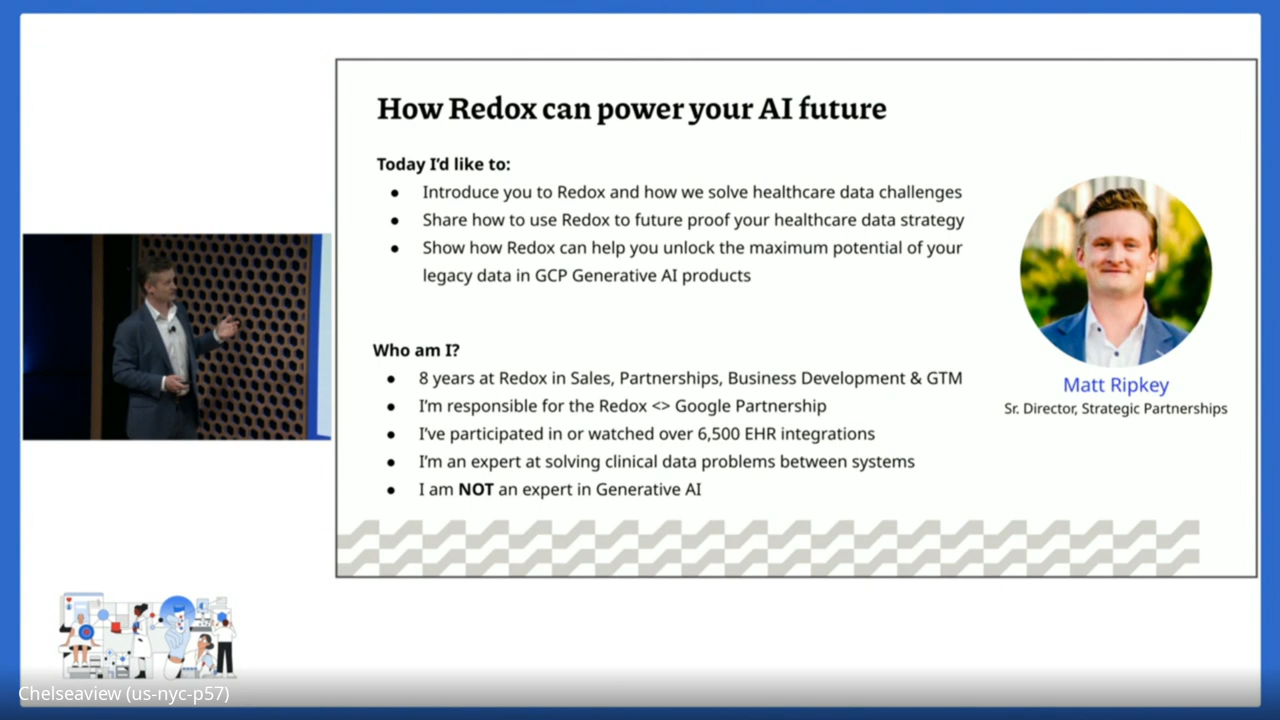 How Redox can power your AI future
Today I'd like to:
● Introduce you to Redox and how we solve healthcare data challenges
● Share how to use Redox to future proof your healthcare data strategy
● Show how Redox can help you unlock the maximum potential of your
legacy data in GCP Generative AI products
Who am I?
● 8 years at Redox in Sales, Partnerships, Business Development & GTM
● I'm responsible for the Redox <> Google Partnership
● I've participated in or watched over 6,500 EHR integrations
● I'm an expert at solving clinical data problems between systems
● I am NOT an expert in Generative AI
Matt Ripkey
Sr. Director, Strategic Partnerships
Chelseaview (us-nyc-p57)